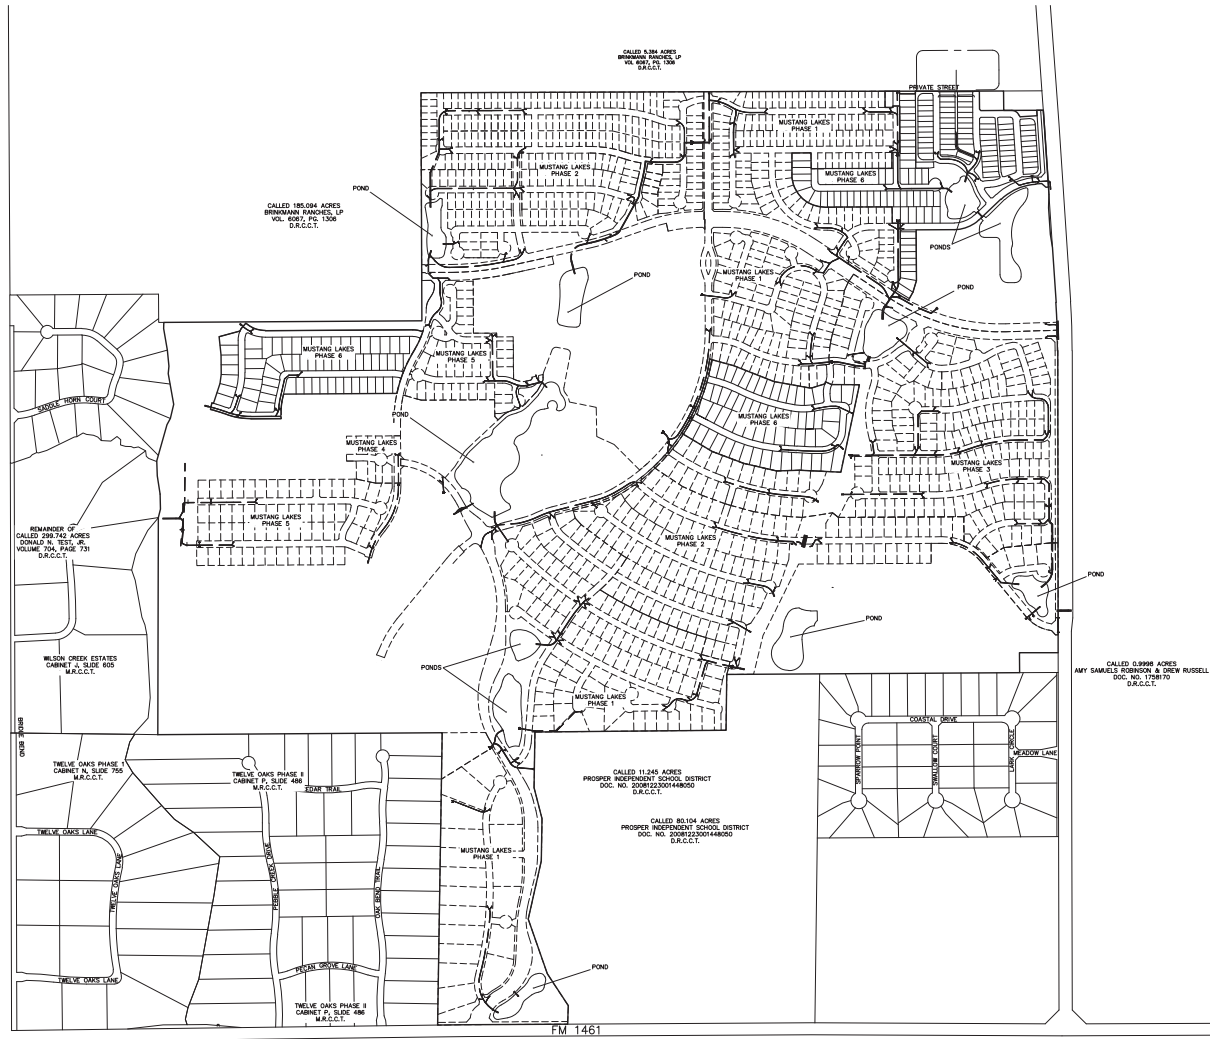 CALLED 5.384 ACRES
BRINKMANN RANCHES, LP
VOL 6067, PG. 1306
D.R.C.C.T.
PRIVATE STREET
MUSTANG LAKES
PHASE 1
MUSTANG LAKES
PHASE 2
MUSTANG LAKES
PHASE 6
POND
CALLED 185.094 ACRES
BRINKMANN RANCHES, LP
VOL. 6067, PG. 1306
D.R.C.C.T.
PONDS
MUSTANG LAKES
PHASE 1
POND
POND
MUSTANG LAKES
PHASE 6
MUSTANG LAKES
PHASE 5
SADDLE HORN COURT
POND
MUSTANG LAKES
PHASE 6
MUSTANG LAKES
PHASE 4
MUSTANG LAKES
PHASE 3
MUSTANG LAKES
PHASE 5
REMAINDER OF
CALLED 299.742 ACRES
DONALD N. TEST, JR.
VOLUME 704, PAGE 731
D.R.C.C.T.
MUSTANG LAKES
PHASE 2
POND
POND
WILSON CREEK ESTATES
CABINET J, SLIDE 605
M.R.C.C.T.
PONDS
CALLED 0.9998 ACRES
AMY SAMUELS ROBINSON & DREW RUSSELL
DOC. NO. 1758170
D.R.C.C.T.
MUSTANG LAKES
PHASE 1
BRIDLE BEND
COASTAL DRIVE
SPARROW POINT
SWALLOW COURT
LARK CIRCLE
MEADOW LANE
TWELVE OAKS PHASE 1
CABINET N, SLIDE 755
M.R.C.C.T.
TWELVE OAKS PHASE II
CABINET P, SLIDE 486
M.R.C.C.T.
EDAR TRAIL
CALLED 11.245 ACRES
PROSPER INDEPENDENT SCHOOL DISTRICT
DOC. NO. 20081223001448050
D.R.C.C.T.
CALLED 80.104 ACRES
PROSPER INDEPENDENT SCHOOL DISTRICT
DOC. NO. 20081223001448050
D.R.C.C.T.
TWELVE OAKS LANE
TWELVE OAKS LANE
PEBBLE CREEK DRIVE
OAK BEND TRAIL
MUSTANG LAKES
PHASE 1
PECAN GROVE LANE
TWELVE OAKS LANE
POND
TWELVE OAKS PHASE II
CABINET P, SLIDE 486
M.R.C.C.T.
FM 1461